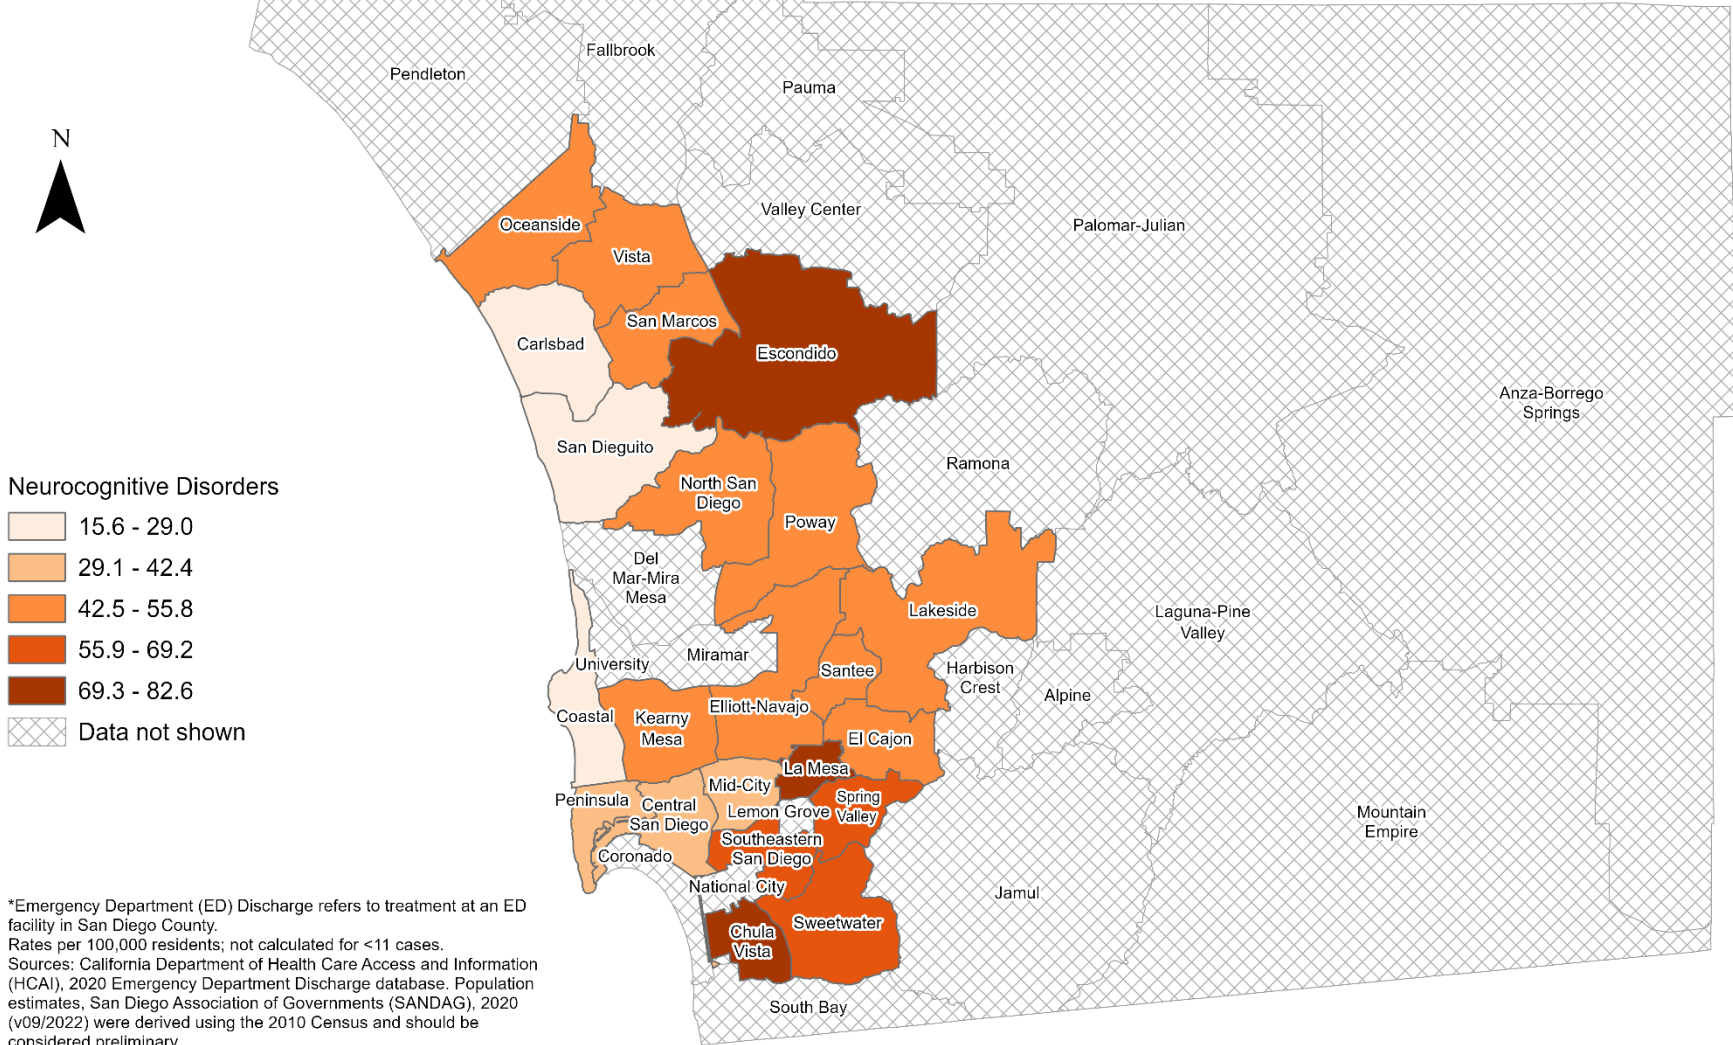 Fallbrook
Pendleton
Pauma
N
Valley Center
Oceanside
Palomar-Julian
Vista
San Marcos
Carlsbad
Escondido
Anza-Borrego
Springs
San Dieguito
Ramona
North San
Diego
Poway
Del
Mar-Mira
Mesa
Lakeside
Laguna-Pine
Valley
Miramar
University
Santee
Harbison
Crest
Alpine
Coastal
Kearny
Mesa
Elliott-Navajo
El Cajon
La Mesa
Mid-City
Peninsula
Central
San Diego
Lemon Grove
Spring
Valley
Mountain
Empire
Southeastern
San Diego
Coronado
National City
Jamul
Sweetwater
Chula
Vista
South Bay
Neurocognitive Disorders
15.6 - 29.0
29.1 - 42.4
42.5 - 55.8
55.9 - 69.2
69.3 - 82.6
Data not shown
*Emergency Department (ED) Discharge refers to treatment at an ED
facility in San Diego County.
Rates per 100,000 residents; not calculated for <11 cases.
Sources: California Department of Health Care Access and Information
(HCAI), 2020 Emergency Department Discharge database. Population
estimates, San Diego Association of Governments (SANDAG), 2020
(v09/2022) were derived using the 2010 Census and should be
considered preliminary